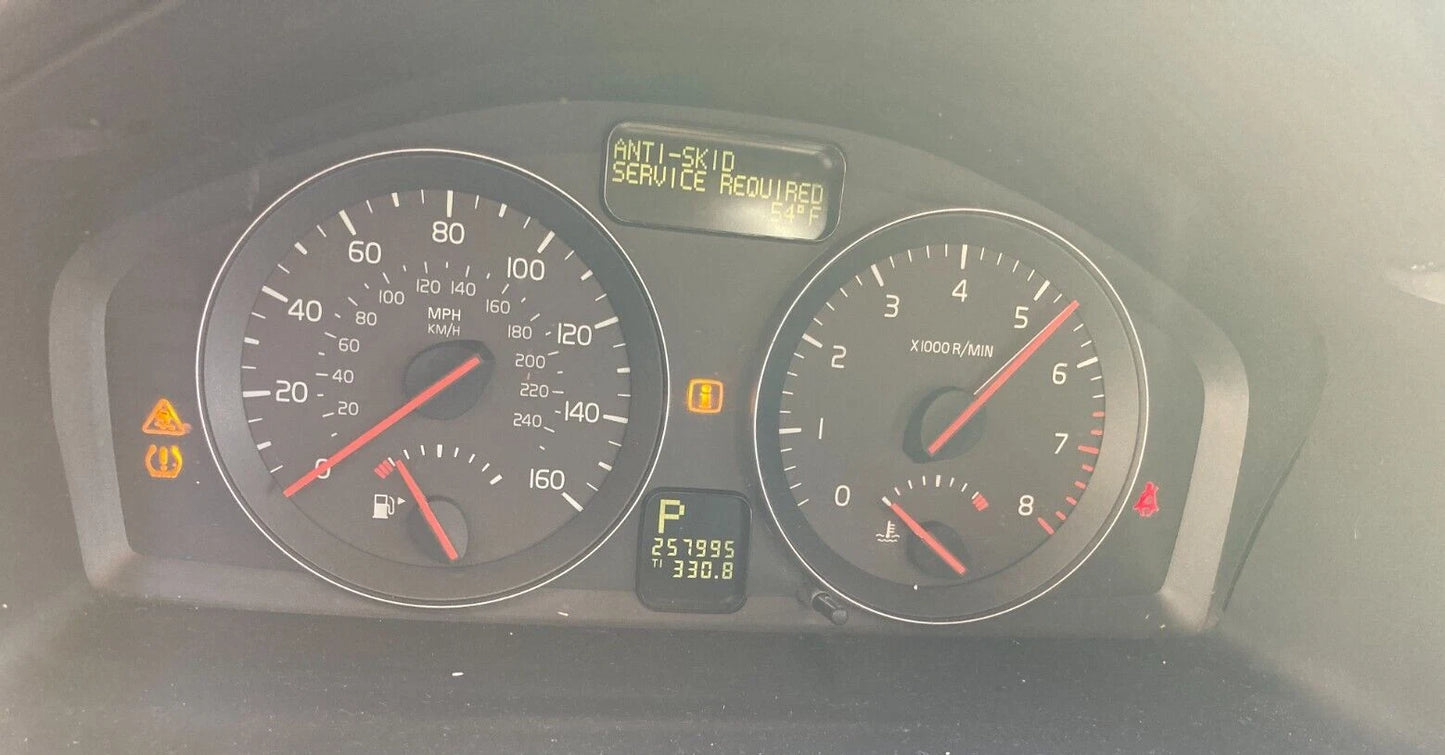 ANTI-SKID
SERVICE REQUIRED
54°F
0 20 40 60 80 100 120 140 160
20 40 60 80 100 120 140 160 180 200 220 240
MPH
KM/H
0 1 2 3 4 5 6 7 8
X1000 R/MIN
P
257995
T1 330.8